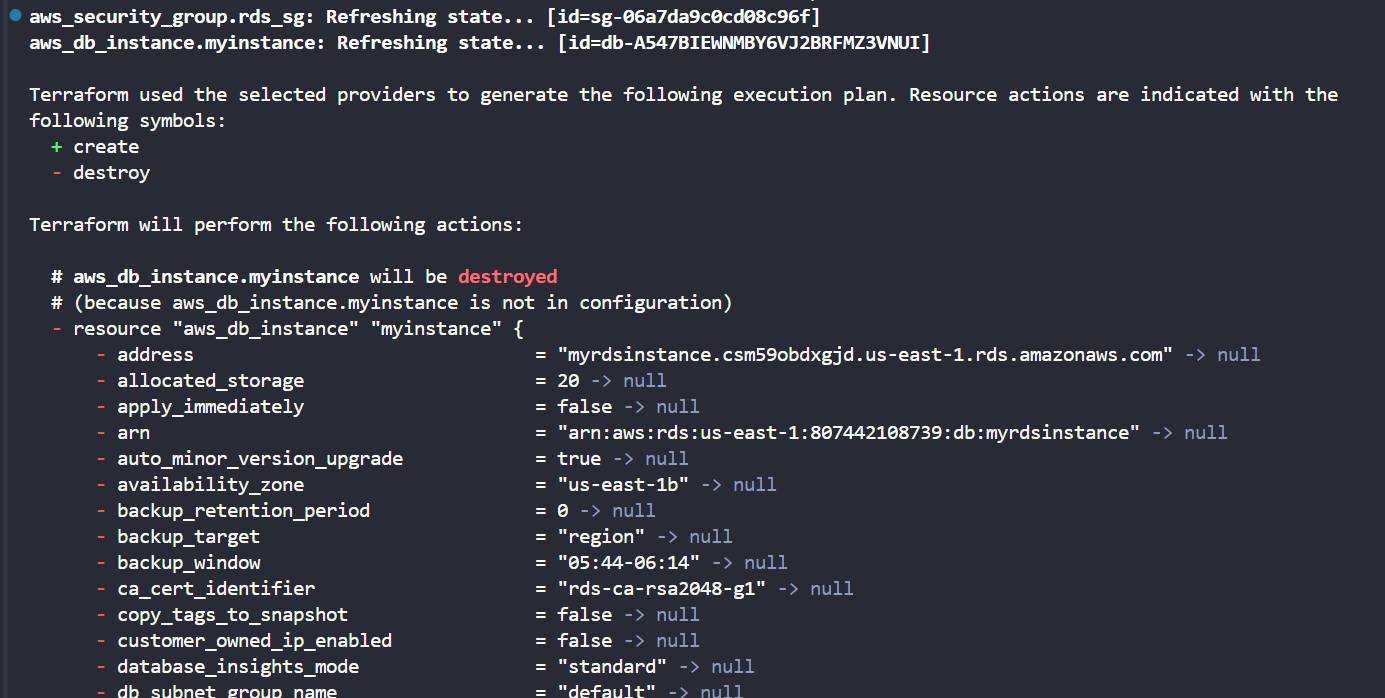 aws_security_group.rds_sg: Refreshing state... [id=sg-06a7da9c0cd08c96f]
aws_db_instance.myinstance: Refreshing state... [id=db-A547BIEWNMBY6VJ2BRFMZ3VNUI]
Terraform used the selected providers to generate the following execution plan. Resource actions are indicated with the
following symbols:
+ create
- destroy
Terraform will perform the following actions:
# aws_db_instance.myinstance will be destroyed
# (because aws_db_instance.myinstance is not in configuration)
- resource "aws_db_instance" "myinstance" {
- address = "myrdsinstance.csm59obdxgjd.us-east-1.rds.amazonaws.com" -> null
- allocated_storage = 20 -> null
- apply_immediately = false -> null
- arn = "arn:aws:rds:us-east-1:807442108739:db:myrdsinstance" -> null
- auto_minor_version_upgrade = true -> null
- availability_zone = "us-east-1b" -> null
- backup_retention_period = 0 -> null
- backup_target = "region" -> null
- backup_window = "05:44-06:14" -> null
- ca_cert_identifier = "rds-ca-rsa2048-g1" -> null
- copy_tags_to_snapshot = false -> null
- customer_owned_ip_enabled = false -> null
- database_insights_mode = "standard" -> null
- db_subnet_group_name = "default" -> null